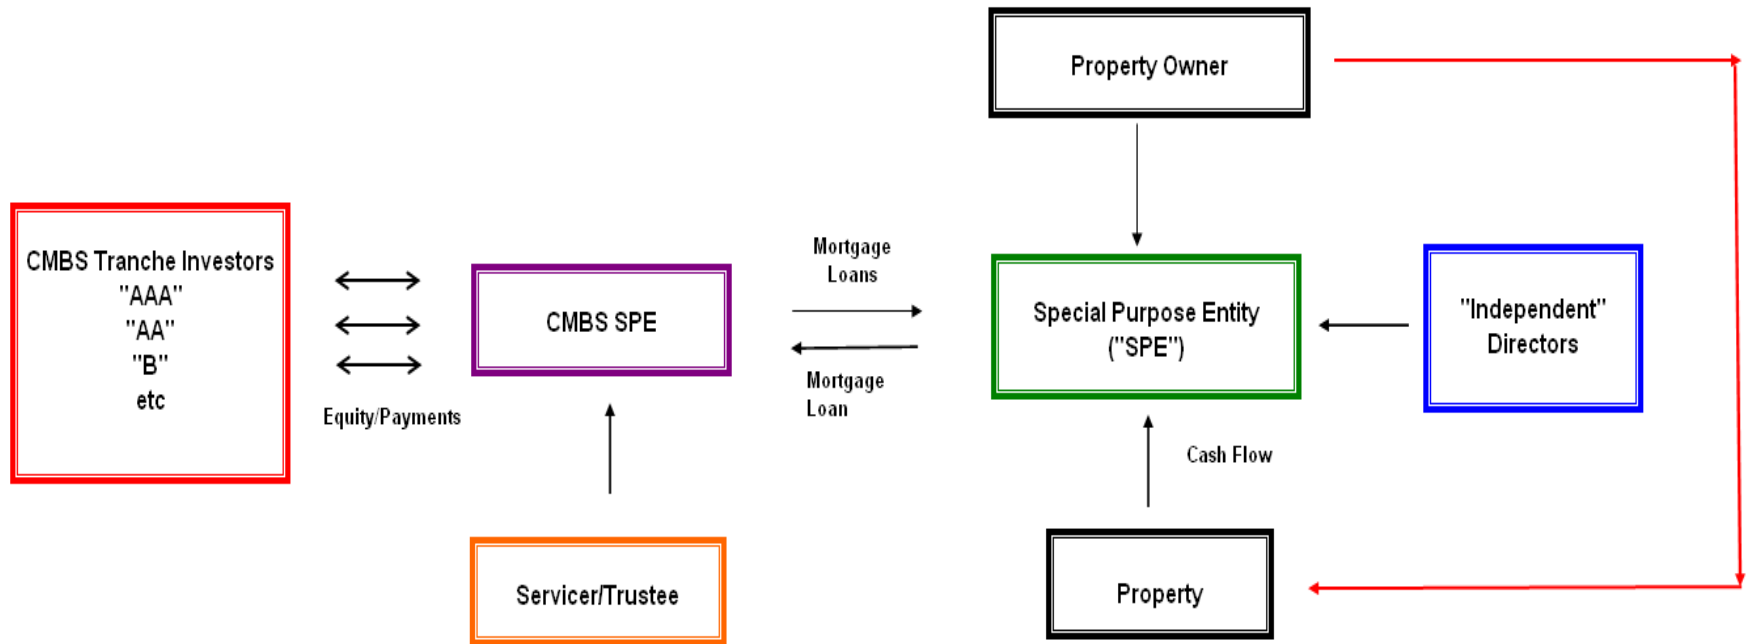 Property Owner
CMBS Tranche Investors
"AAA"
"AA"
"B"
etc
Equity/Payments
CMBS SPE
Mortgage
Loans
Mortgage
Loan
Special Purpose Entity
("SPE")
"Independent"
Directors
Cash Flow
Servicer/Trustee
Property